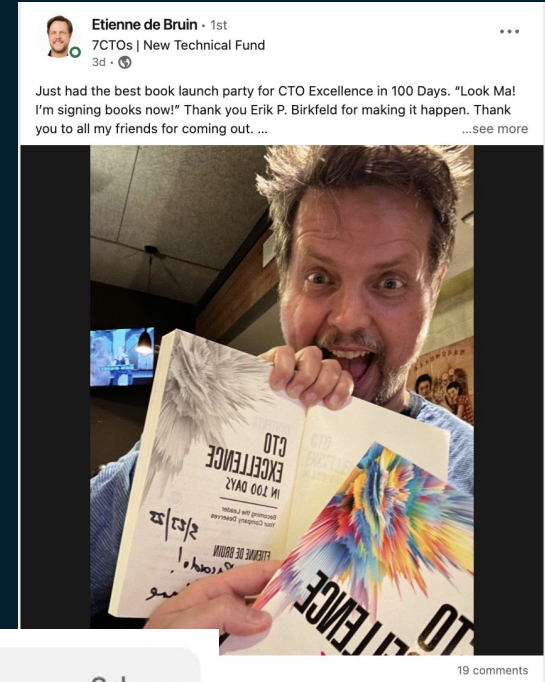 Etienne de Bruin • 1st
7CTOs | New Technical Fund
3d •
Just had the best book launch party for CTO Excellence in 100 Days. “Look Ma!
I’m signing books now!” Thank you Erik P. Birkfeld for making it happen. Thank
you to all my friends for coming out. ...
...see more
CTO
EXCELLENCE
IN 100 DAYS
Becoming the Leader
Your Company Deserves
ETIENNE DE BRUIN
19 comments